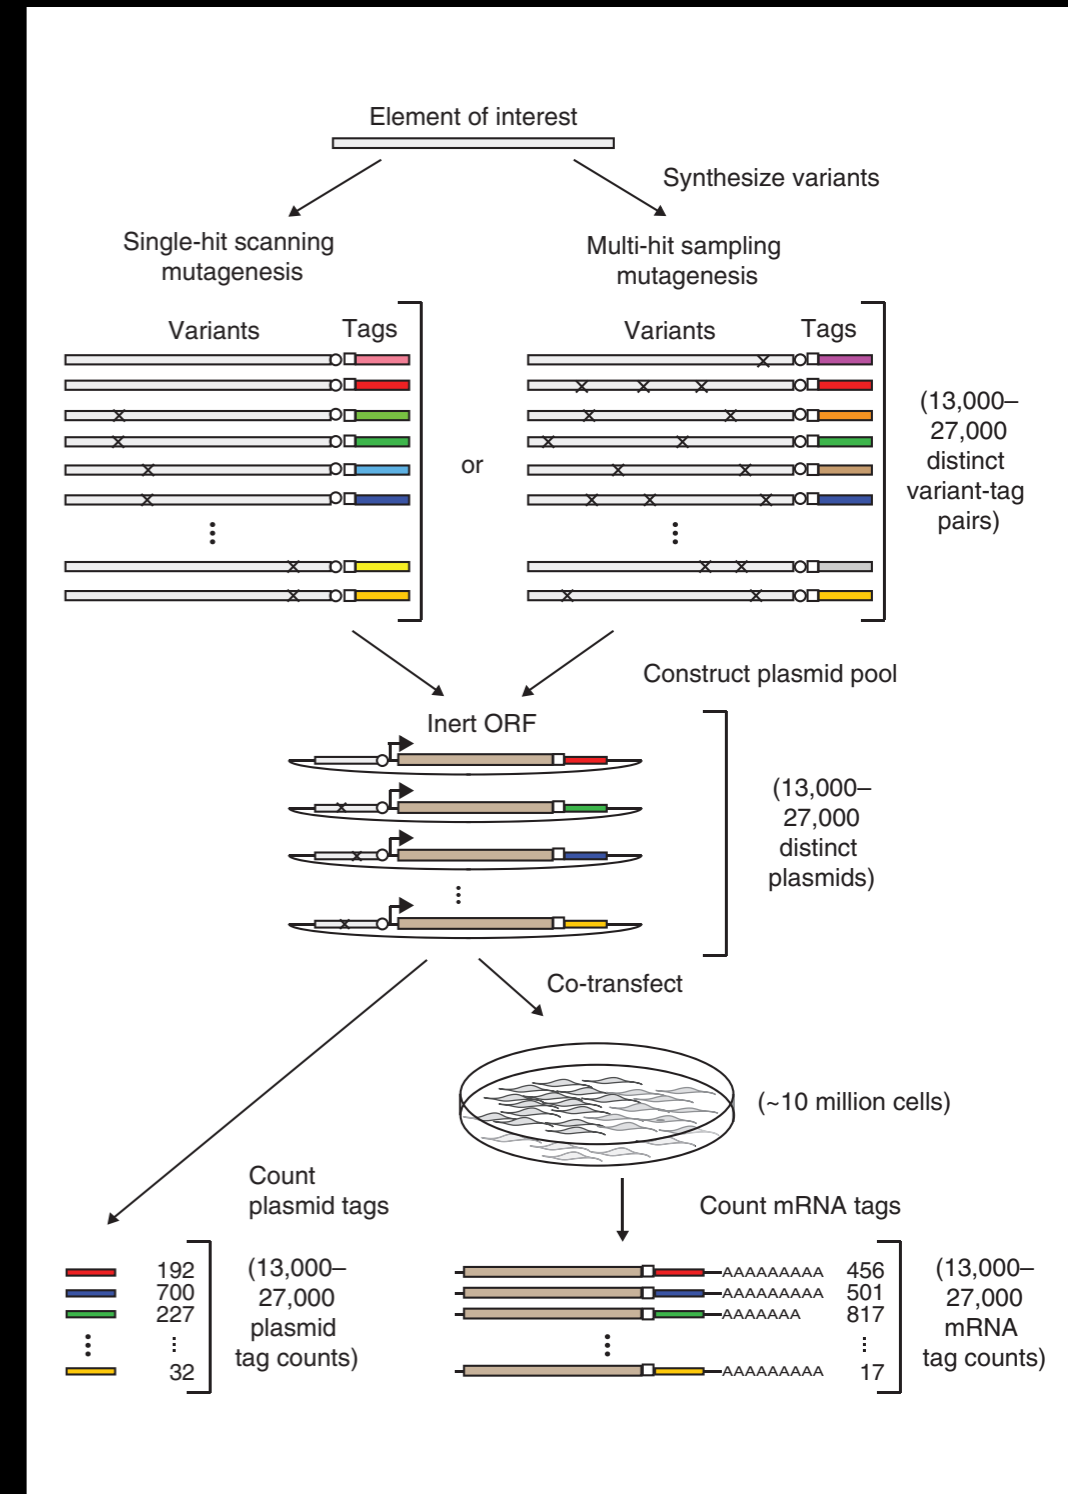 Element of interest
Synthesize variants
Single-hit scanning
mutagenesis
Multi-hit sampling
mutagenesis
Variants
Tags
Variants
Tags
or
(13,000–
27,000
distinct
variant-tag
pairs)
Construct plasmid pool
Inert ORF
(13,000–
27,000
distinct
plasmids)
Co-transfect
(~10 million cells)
Count
plasmid tags
Count mRNA tags
192
700
227
32
(13,000–
27,000
plasmid
tag counts)
AAAAAAAAA 456
AAAAAAAAA 501
AAAAAAA 817
AAAAAAAAA 17
(13,000–
27,000
mRNA
tag counts)